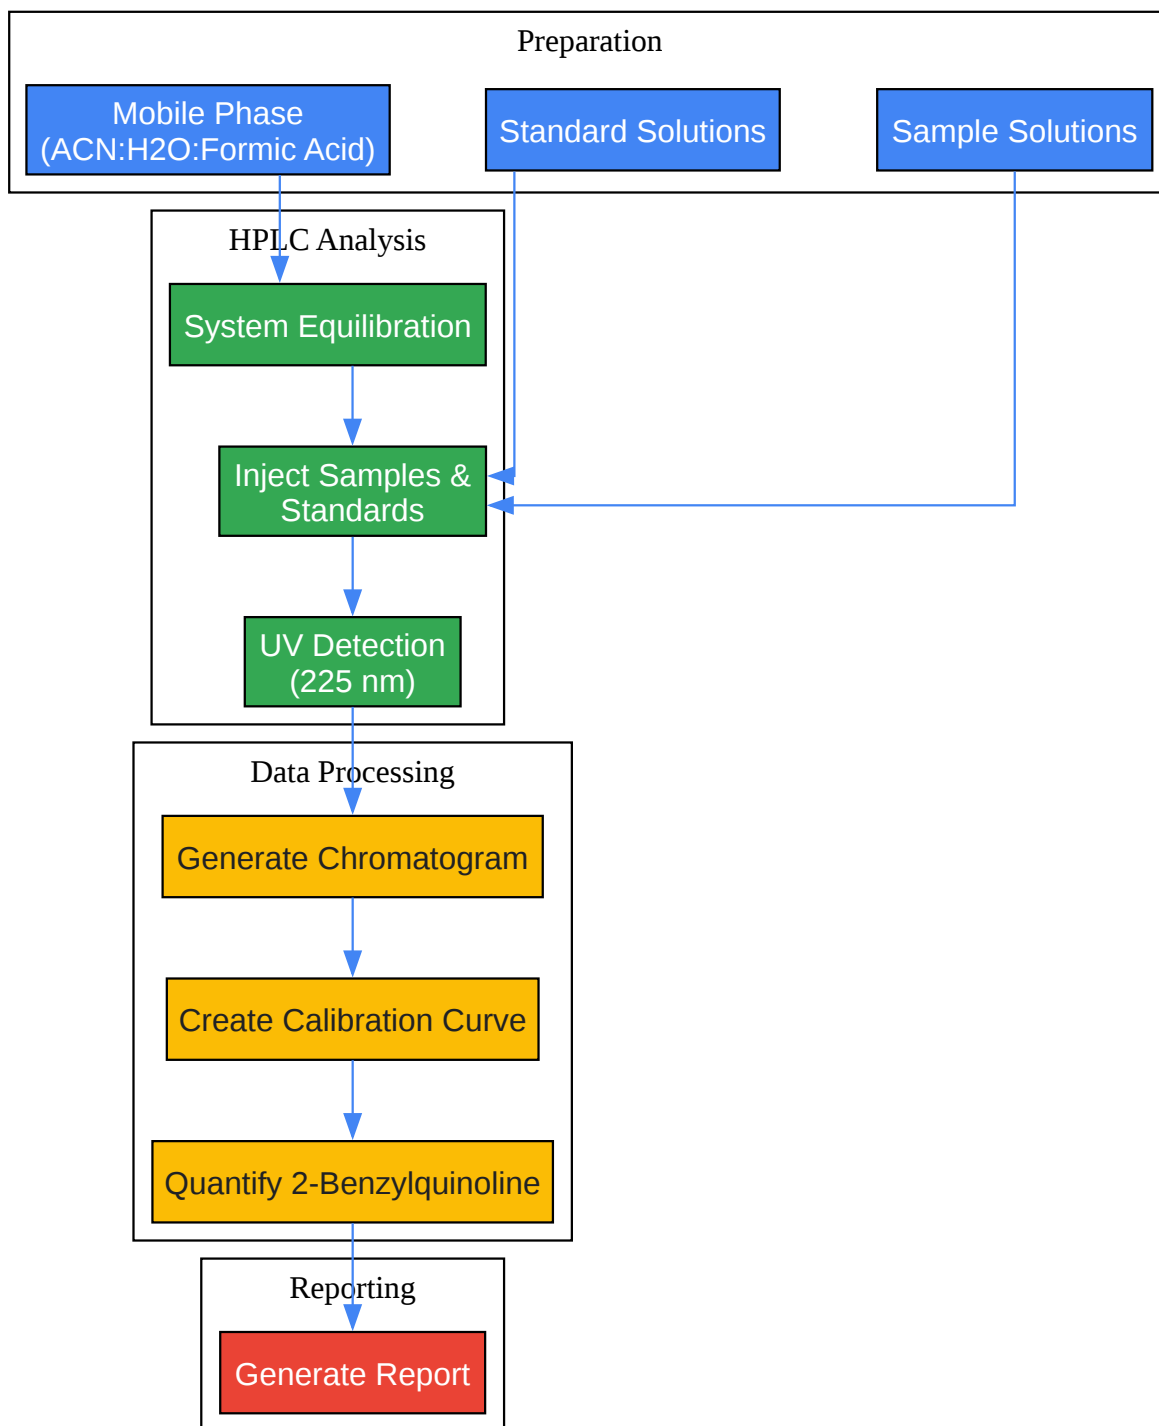 Preparation
Mobile Phase
(ACN:H2O:Formic Acid)
Standard Solutions
Sample Solutions
HPLC Analysis
System Equilibration
Inject Samples &
Standards
UV Detection
(225 nm)
Data Processing
Generate Chromatogram
Create Calibration Curve
Quantify 2-Benzylquinoline
Reporting
Generate Report